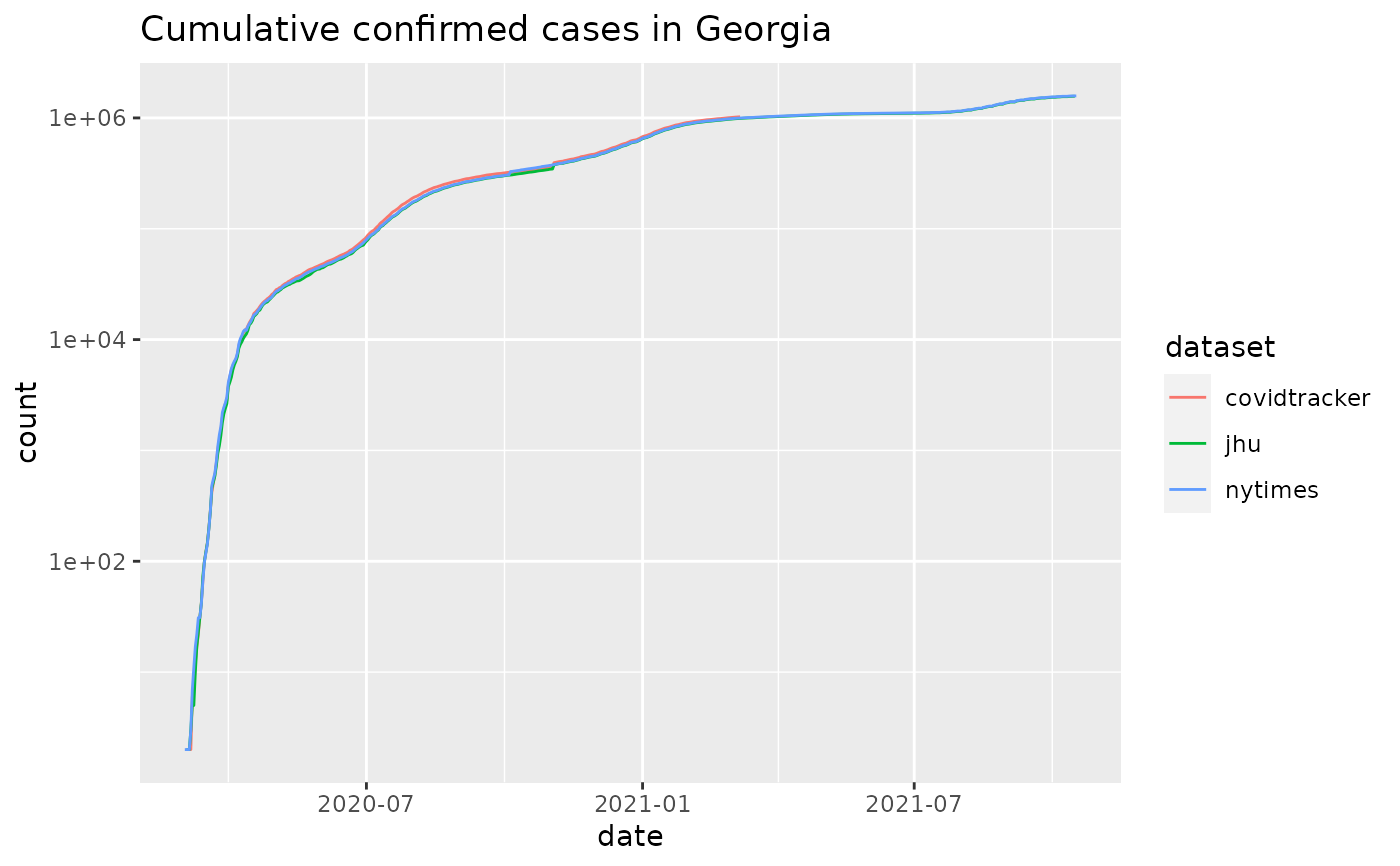 Cumulative confirmed cases in Georgia
1e+06
1e+04
1e+02
count
2020-07
2021-01
2021-07
date
dataset
covidtracker
jhu
nytimes